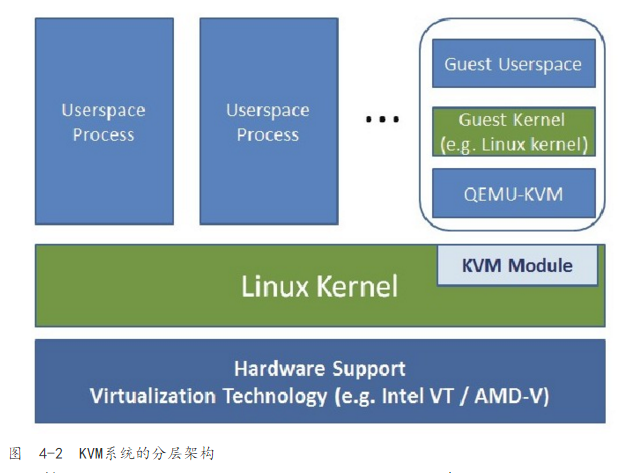 Userspace
Process
Userspace
Process
...
Guest Userspace
Guest Kernel
(e.g. Linux kernel)
QEMU-KVM
KVM Module
Linux Kernel
Hardware Support
Virtualization Technology (e.g. Intel VT / AMD-V)
图 4-2 KVM系统的分层架构